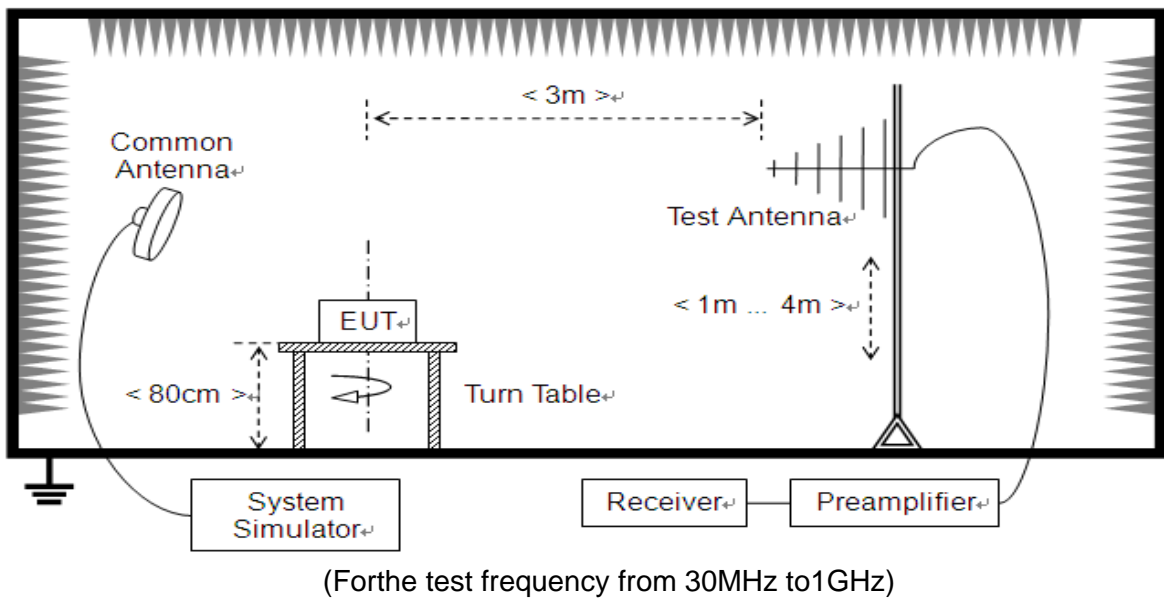 < 3m >↵
Common
Antenna↵
Test Antenna↵
< 1m ... 4m >↵
EUT↵
< 80cm >↵
Turn Table↵
System
Simulator↵
Receiver↵
Preamplifier↵
(Forthe test frequency from 30MHz to1GHz)